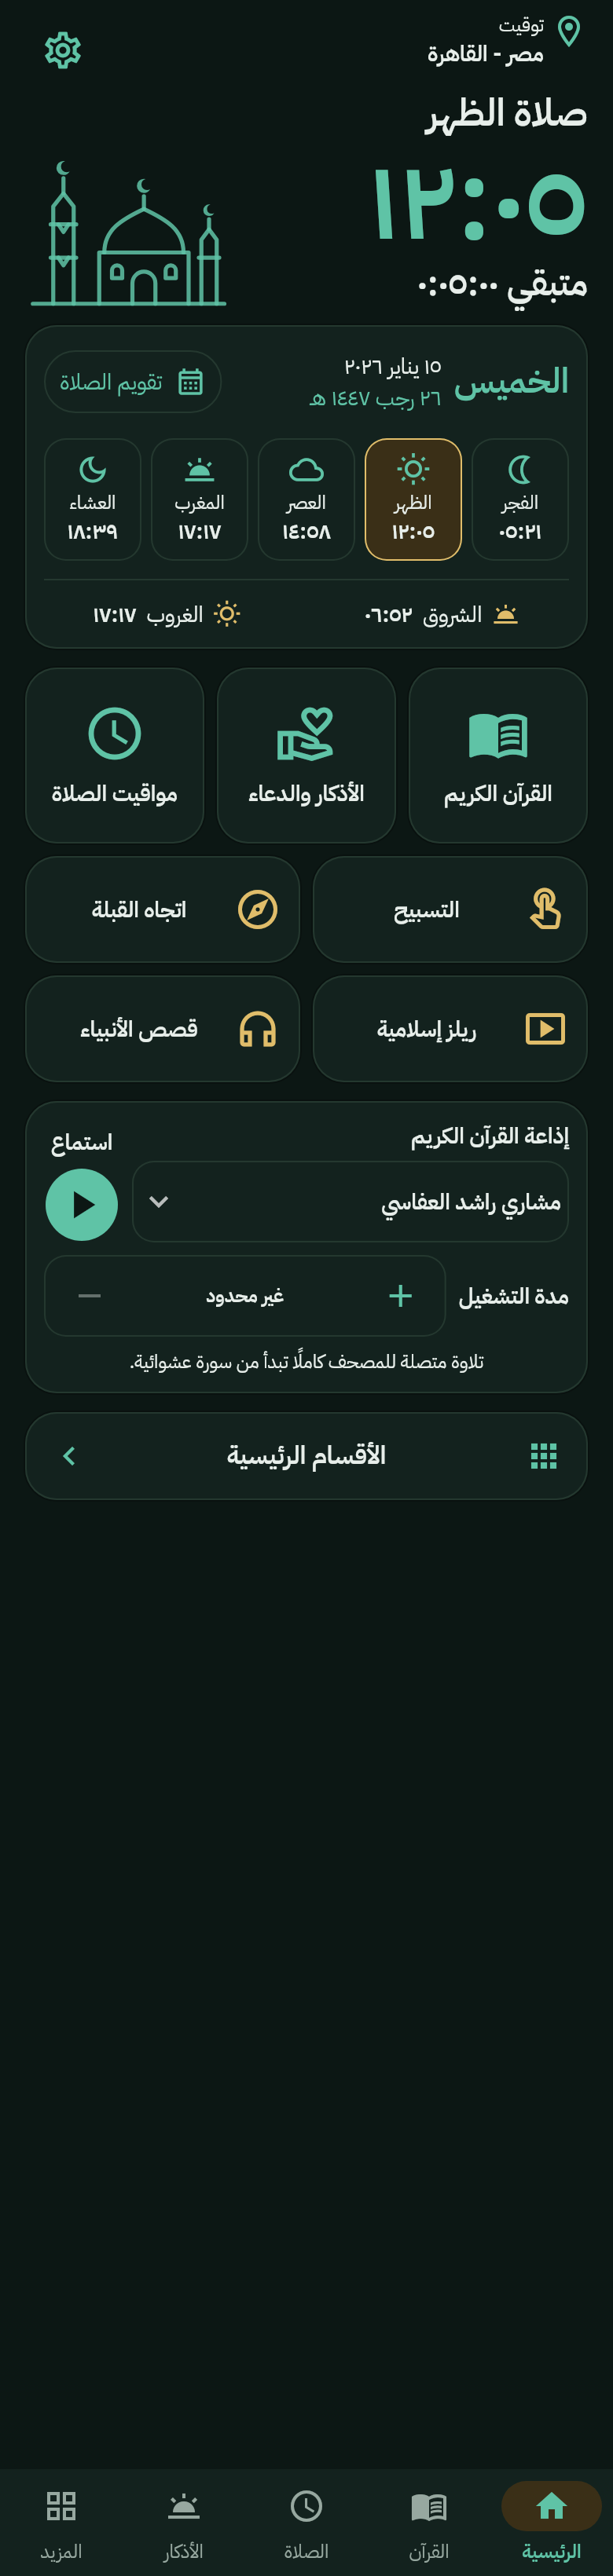 توقيت
مصر - القاهرة
صلاة الظهر
١٢:٠٥
متبقي ٠:٠٥:٠٠
الخميس
١٥ يناير ٢٠٢٦
٢٦ رجب ١٤٤٧ هـ
تقويم الصلاة
الفجر
٠٥:٢١
الظهر
١٢:٠٥
العصر
١٤:٥٨
المغرب
١٧:١٧
العشاء
١٨:٣٩
الشروق ٠٦:٥٢
الغروب ١٧:١٧
القرآن الكريم
الأذكار والدعاء
مواقيت الصلاة
التسبيح
اتجاه القبلة
ريلز إسلامية
قصص الأنبياء
إذاعة القرآن الكريم
استماع
مشاري راشد العفاسي
مدة التشغيل
+
غير محدود
−
تلاوة متصلة للمصحف كاملًا تبدأ من سورة عشوائية.
الأقسام الرئيسية
الرئيسية
القرآن
الصلاة
الأذكار
المزيد